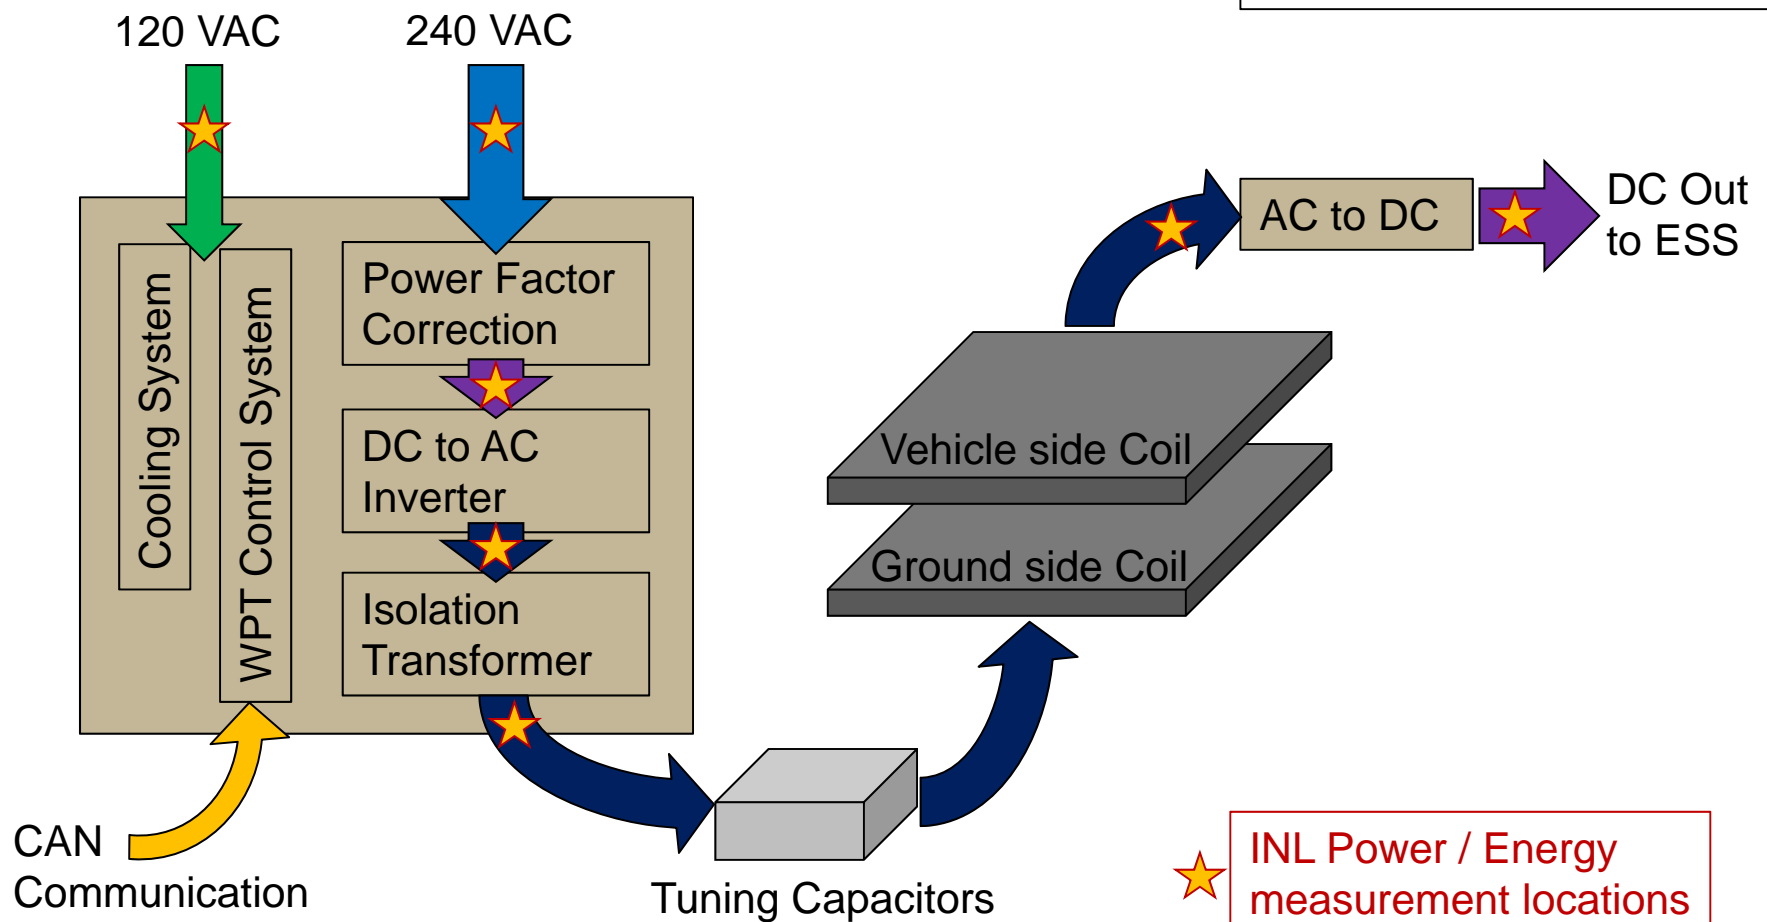 120 VAC
240 VAC
Cooling System
WPT Control System
Power Factor
Correction
DC to AC
Inverter
Isolation
Transformer
AC to DC
DC Out
to ESS
Vehicle side Coil
Ground side Coil
CAN
Communication
Tuning Capacitors
INL Power / Energy
measurement locations